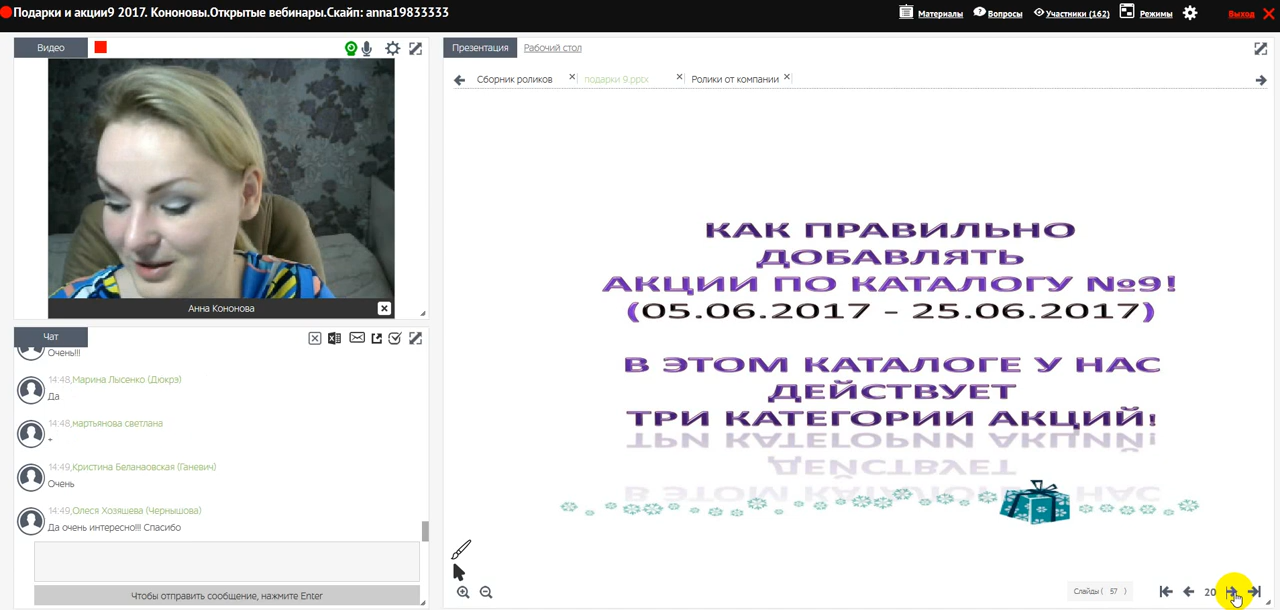 Подарки и акции9 2017. Кононовы.Открытые вебинары.Скайп: anna19833333
Материалы
Вопросы
Участники (162)
Режимы
Выход
Видео
Анна Кононова
Чат
Очень!!!
14:48,Марина Лысенко (Дюкрэ)
Да
14:48,мартьянова светлана
+
14:49,Кристина Беланаовская (Ганевич)
Очень
14:49,Олеся Хозяшева (Чернышова)
Да очень интересно!!! Спасибо
Чтобы отправить сообщение, нажмите Enter
Презентация
Рабочий стол
Сборник роликов
подарки 9.pptx
Ролики от компании
КАК ПРАВИЛЬНО
ДОБАВЛЯТЬ
АКЦИИ ПО КАТАЛОГУ №9!
(05.06.2017 – 25.06.2017)
В ЭТОМ КАТАЛОГЕ У НАС
ДЕЙСТВУЕТ
ТРИ КАТЕГОРИИ АКЦИЙ!
Слайды ( 57 )
20